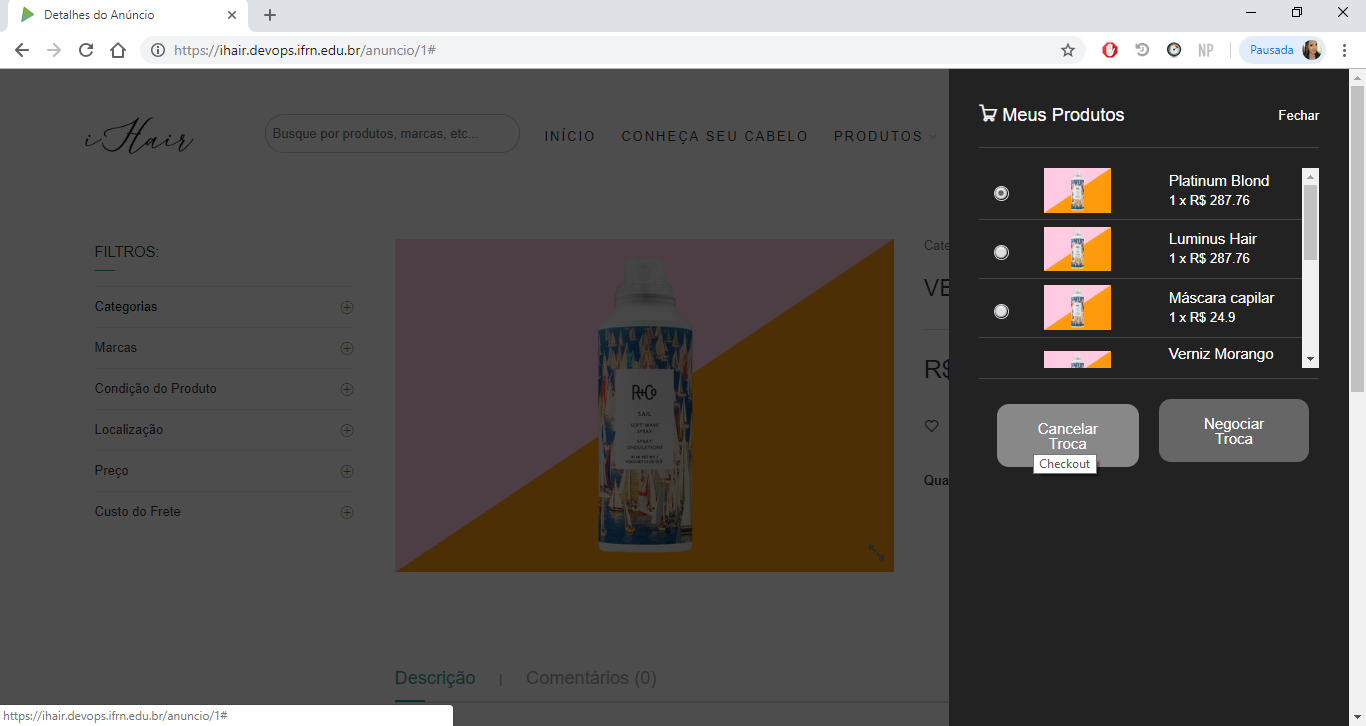 Detalhes do Anúncio
https://ihair.devops.ifrn.edu.br/anuncio/1#
NP
Pausada
iHair
Busque por produtos, marcas, etc...
INÍCIO
CONHEÇA SEU CABELO
PRODUTOS
FILTROS:
Categorias
Marcas
Condição do Produto
Localização
Preço
Custo do Frete
R+Co
SAIL
SOFT WAVE
SPRAY
SPRAY
ONDULATIONS
Cate
VE
R$
Qua
Descrição
|
Comentários (0)
Meus Produtos
Fechar
Platinum Blond
1 x R$ 287.76
Luminus Hair
1 x R$ 287.76
Máscara capilar
1 x R$ 24.9
Verniz Morango
Cancelar
Troca
Checkout
Negociar
Troca
https://ihair.devops.ifrn.edu.br/anuncio/1#